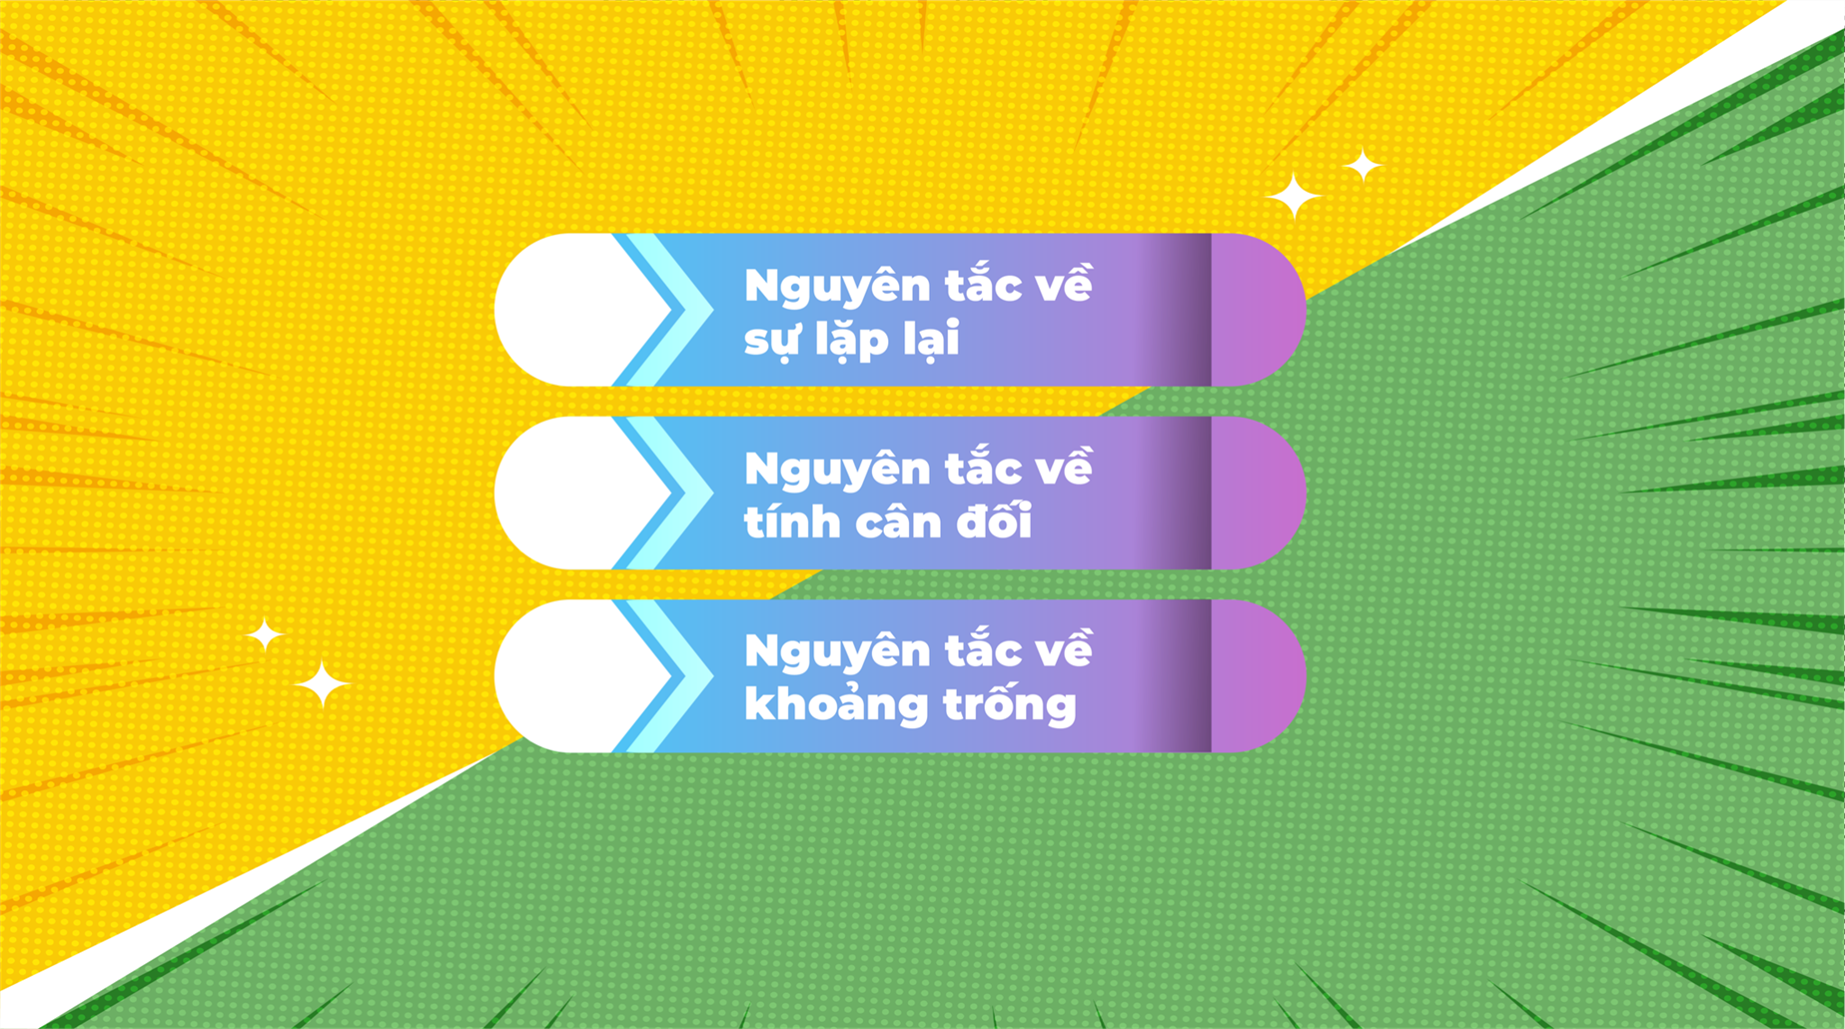 Nguyên tắc về
sự lặp lại
Nguyên tắc về
tính cân đối
Nguyên tắc về
khoảng trống